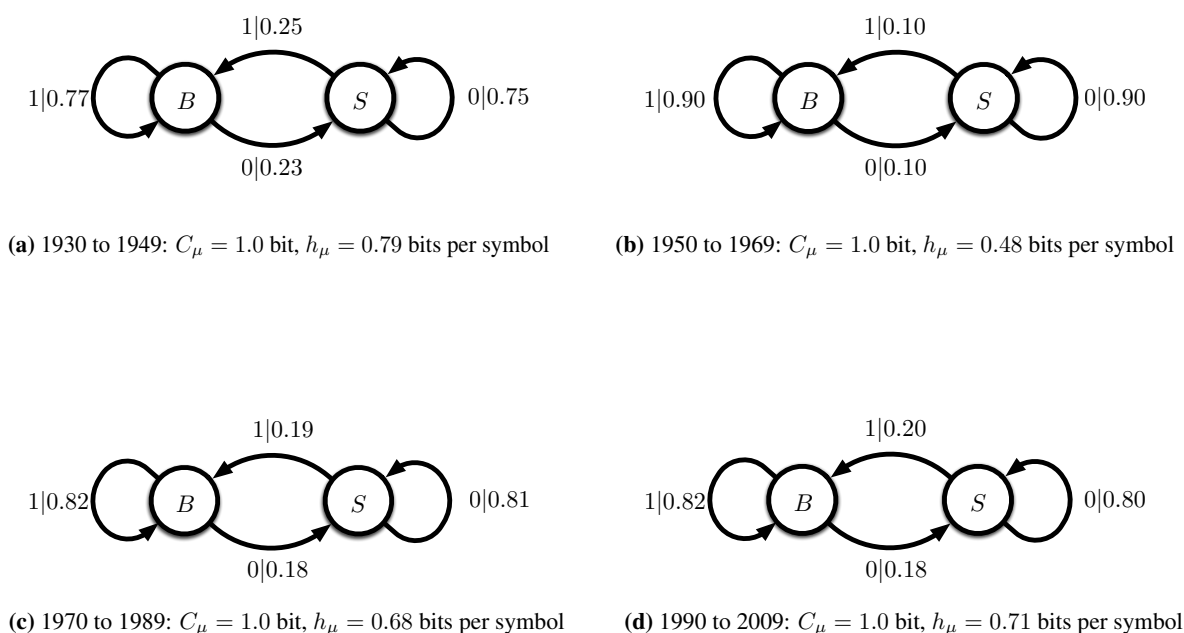 1|0.25
1|0.77
B
S
0|0.75
0|0.23
(a) 1930 to 1949: Cμ = 1.0 bit, hμ = 0.79 bits per symbol
1|0.10
1|0.90
B
S
0|0.90
0|0.10
(b) 1950 to 1969: Cμ = 1.0 bit, hμ = 0.48 bits per symbol
1|0.19
1|0.82
B
S
0|0.81
0|0.18
(c) 1970 to 1989: Cμ = 1.0 bit, hμ = 0.68 bits per symbol
1|0.20
1|0.82
B
S
0|0.80
0|0.18
(d) 1990 to 2009: Cμ = 1.0 bit, hμ = 0.71 bits per symbol